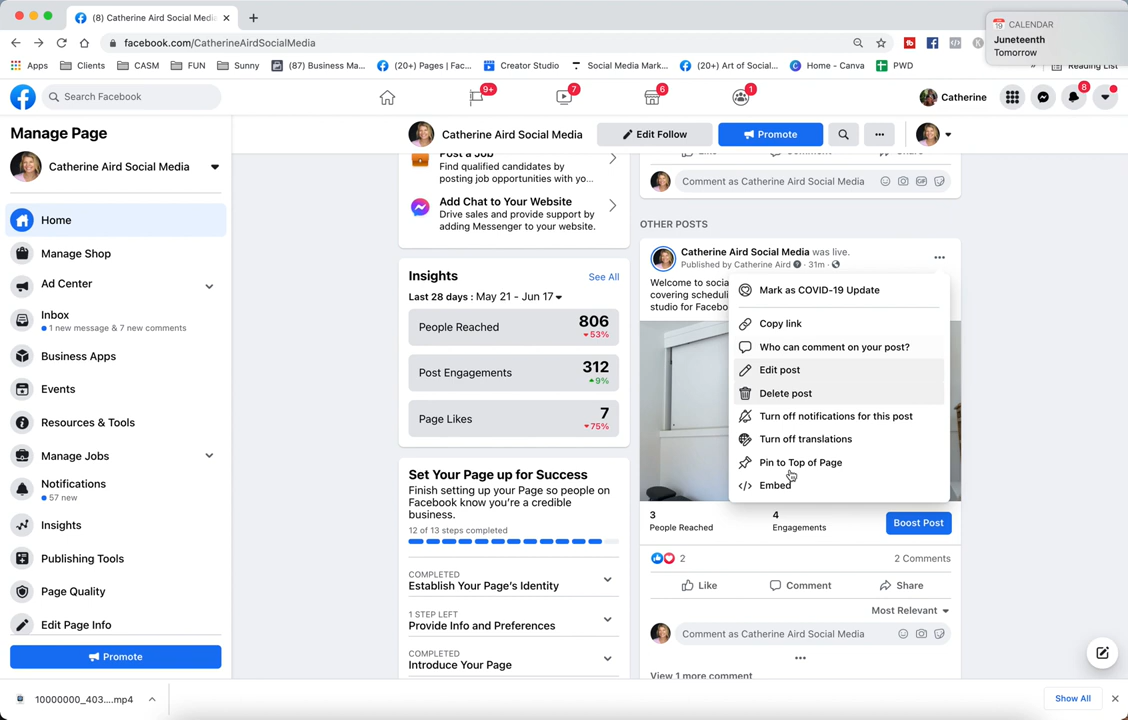 (8) Catherine Aird Social Medi
facebook.com/CatherineAirdSocialMedia
CALENDAR
Juneteenth
Tomorrow
Apps
Clients
CASM
FUN
Sunny
(87) Business Ma...
(20+) Pages | Fac...
Creator Studio
Social Media Mark...
(20+) Art of Social...
Home - Canva
PWD
Reading List
Search Facebook
9+
7
6
1
Catherine
8
Manage Page
Catherine Aird Social Media
Home
Manage Shop
Ad Center
Inbox
1 new message & 7 new comments
Business Apps
Events
Resources & Tools
Manage Jobs
Notifications
57 new
Insights
Publishing Tools
Page Quality
Edit Page Info
Promote
Catherine Aird Social Media
Edit Follow
Promote
Post a Job
Find qualified candidates by
posting job opportunities with yo...
Add Chat to Your Website
Drive sales and provide support by
adding Messenger to your website.
Insights
See All
Last 28 days : May 21 - Jun 17
People Reached
806
53%
Post Engagements
312
9%
Page Likes
7
75%
Set Your Page up for Success
Finish setting up your Page so people on
Facebook know you're a credible
business.
12 of 13 steps completed
COMPLETED
Establish Your Page's Identity
1 STEP LEFT
Provide Info and Preferences
COMPLETED
Introduce Your Page
Like
Comment
Share
Comment as Catherine Aird Social Media
GIF
OTHER POSTS
Catherine Aird Social Media was live.
Published by Catherine Aird · 31m ·
Welcome to socia
covering scheduli
studio for Facebo
Mark as COVID-19 Update
Copy link
Who can comment on your post?
Edit post
Delete post
Turn off notifications for this post
Turn off translations
Pin to Top of Page
Embed
3
People Reached
4
Engagements
Boost Post
2
2 Comments
Like
Comment
Share
Most Relevant
Comment as Catherine Aird Social Media
View 1 more comment
10000000_403....mp4
Show All